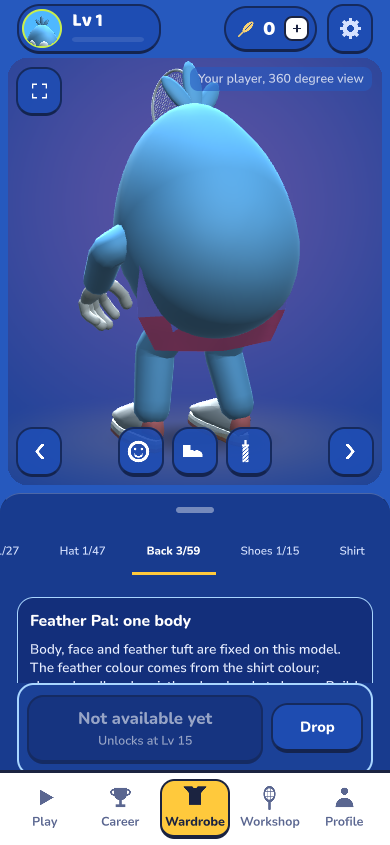 Lv 1
0
+
Your player, 360 degree view
1/27
Hat 1/47
Back 3/59
Shoes 1/15
Shirt
Feather Pal: one body
Body, face and feather tuft are fixed on this model.
The feather colour comes from the shirt colour;
Not available yet
Unlocks at Lv 15
Drop
Play
Career
Wardrobe
Workshop
Profile